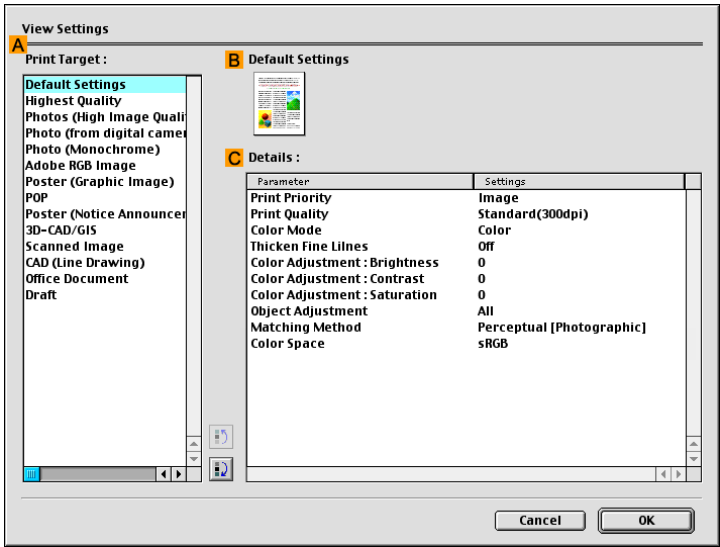 View Settings
A
Print Target :
Default Settings
Highest Quality
Photos (High Image Quali
Photo (from digital camer
Photo (Monochrome)
Adobe RGB Image
Poster (Graphic Image)
POP
Poster (Notice Announcer
3D-CAD/GIS
Scanned Image
CAD (Line Drawing)
Office Document
Draft
B Default Settings
C Details :
Parameter Settings
Print Priority Image
Print Quality Standard(300dpi)
Color Mode Color
Thicken Fine Lilnes Off
Color Adjustment : Brightness 0
Color Adjustment : Contrast 0
Color Adjustment : Saturation 0
Object Adjustment All
Matching Method Perceptual [Photographic]
Color Space sRGB
Cancel OK